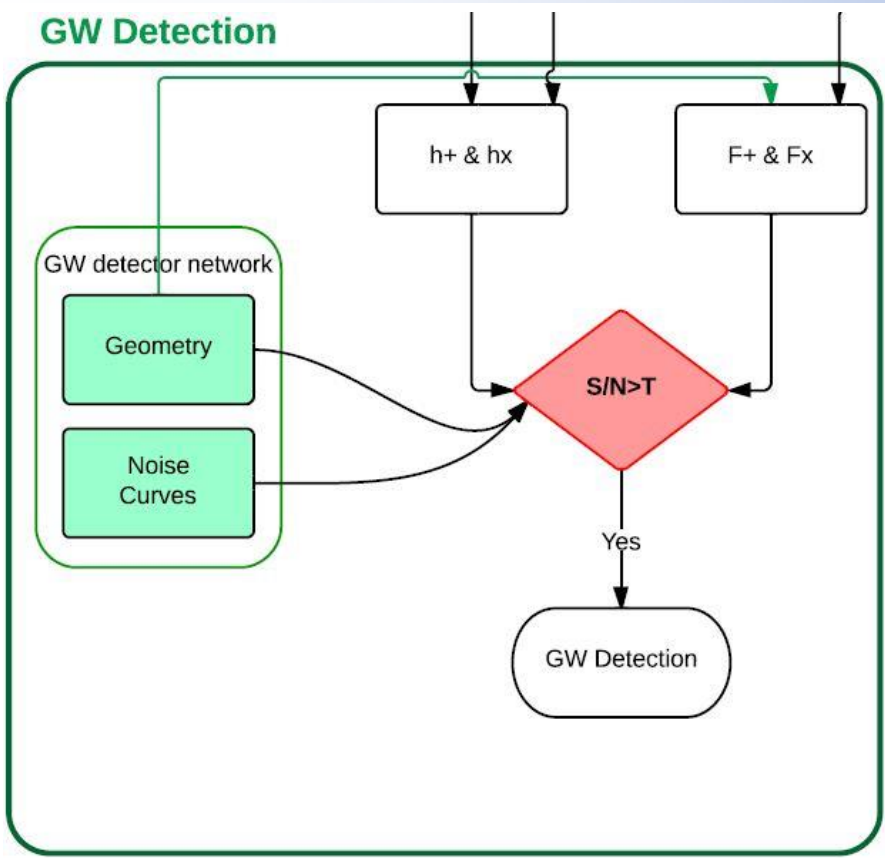 GW Detection
h+ & hx
F+ & Fx
GW detector network
Geometry
S/N>T
Noise
Curves
Yes
GW Detection